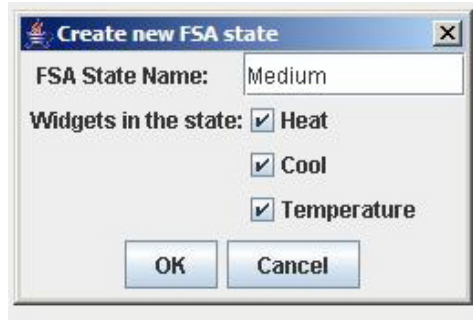 Create new FSA state
FSA State Name: Medium
Widgets in the state: Heat
Cool
Temperature
OK Cancel